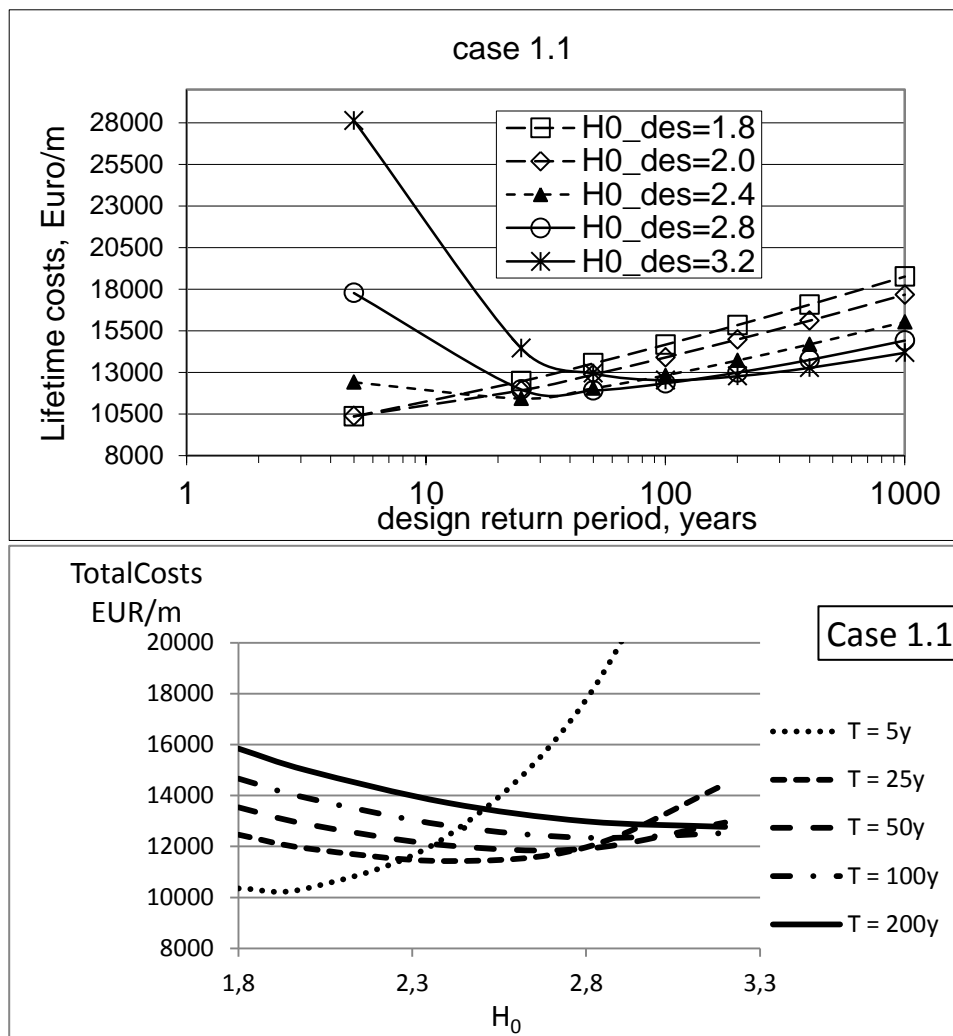 case 1.1
Lifetime costs, Euro/m
28000
25500
23000
20500
18000
15500
13000
10500
8000
H0_des=1.8
H0_des=2.0
H0_des=2.4
H0_des=2.8
H0_des=3.2
1 10 100 1000
design return period, years
TotalCosts
EUR/m
Case 1.1
20000
18000
16000
14000
12000
10000
8000
T = 5y
T = 25y
T = 50y
T = 100y
T = 200y
1,8 2,3 2,8 3,3
H0